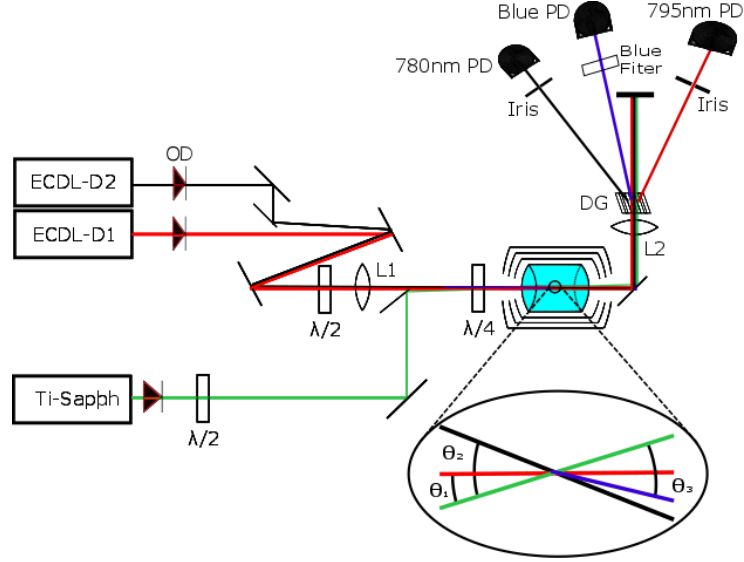 Blue PD
795nm PD
780nm PD
Blue
Fiter
Iris
Iris
OD
ECDL-D2
ECDL-D1
DG
L2
L1
λ/2
λ/4
Ti-Sapþh
λ/2
θ₂
θ₁
θ₃